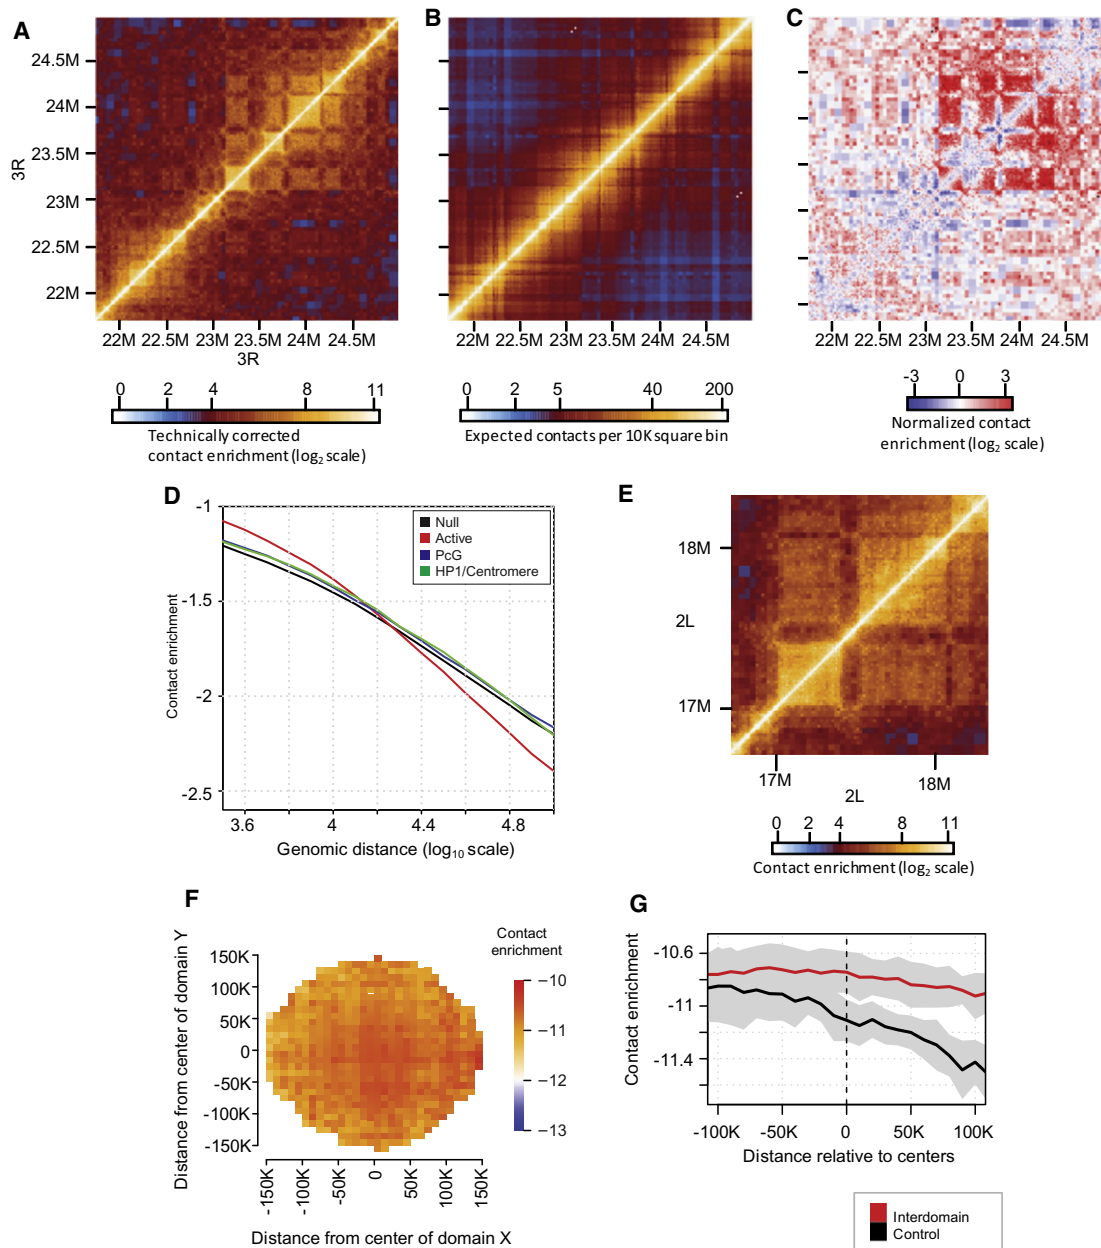 A
24.5M
24M
23.5M
23M
22.5M
22M
3R
22M 22.5M 23M 23.5M 24M 24.5M
3R
0 2 4 8 11
Technically corrected
contact enrichment (log2 scale)
B
22M 22.5M 23M 23.5M 24M 24.5M
0 2 5 40 200
Expected contacts per 10K square bin
C
22M 22.5M 23M 23.5M 24M 24.5M
-3 0 3
Normalized contact
enrichment (log2 scale)
D
-1
-1.5
-2
-2.5
Contact enrichment
Null
Active
PcG
HP1/Centromere
3.6 4 4.4 4.8
Genomic distance (log10 scale)
E
18M
2L
17M
17M 18M
2L
0 2 4 8 11
Contact enrichment (log2 scale)
F
Distance from center of domain Y
150K
100K
50K
0
-50K
-100K
-150K
-150K -100K -50K 0 50K 100K 150K
Distance from center of domain X
Contact
enrichment
−10
−11
−12
−13
G
Contact enrichment
-10.6
-11
-11.4
-100K -50K 0 50K 100K
Distance relative to centers
Interdomain
Control